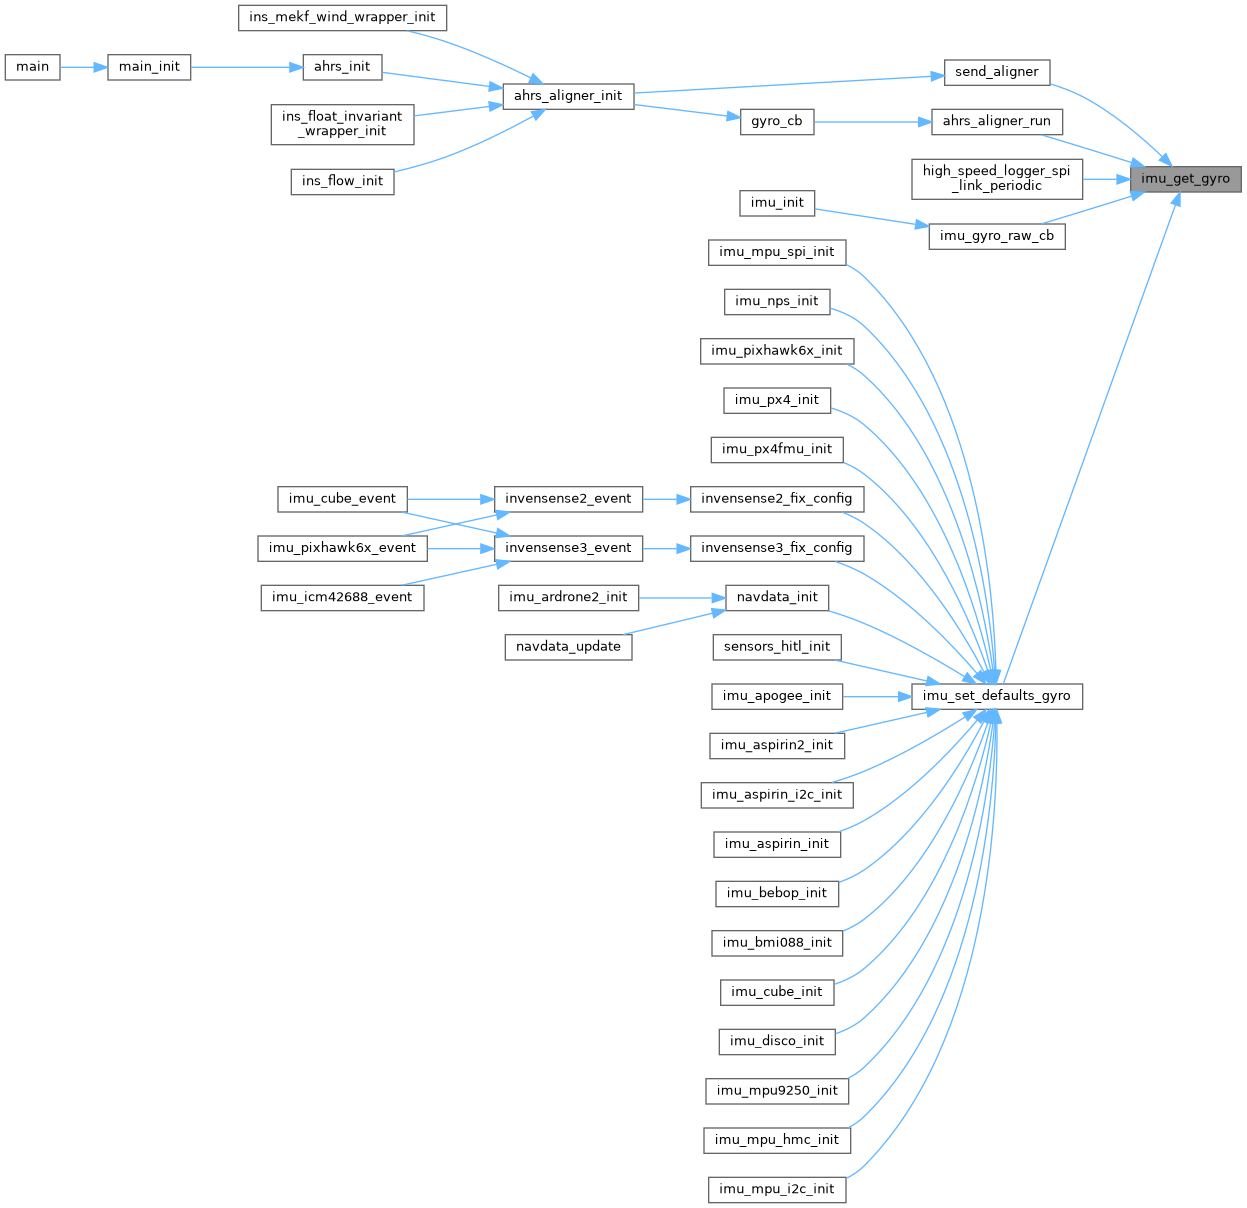 ins_mekf_wind_wrapper_init
main
main_init
ahrs_init
send_aligner
ahrs_aligner_init
ins_float_invariant
_wrapper_init
gyro_cb
ahrs_aligner_run
ins_flow_init
high_speed_logger_spi
_link_periodic
imu_get_gyro
imu_init
imu_gyro_raw_cb
imu_mpu_spi_init
imu_nps_init
imu_pixhawk6x_init
imu_px4_init
imu_px4fmu_init
imu_cube_event
invensense2_event
invensense2_fix_config
imu_pixhawk6x_event
invensense3_event
invensense3_fix_config
imu_icm42688_event
imu_ardrone2_init
navdata_init
navdata_update
sensors_hitl_init
imu_apogee_init
imu_set_defaults_gyro
imu_aspirin2_init
imu_aspirin_i2c_init
imu_aspirin_init
imu_bebop_init
imu_bmi088_init
imu_cube_init
imu_disco_init
imu_mpu9250_init
imu_mpu_hmc_init
imu_mpu_i2c_init